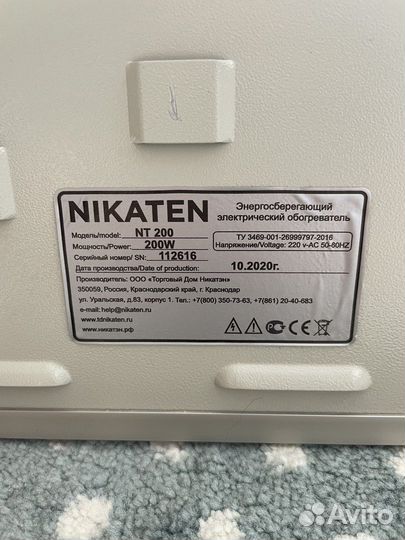 NIKATEN
Энергосберегающий
электрический обогреватель
Модель/model: NT 200
Мощность/Power: 200W
Серийный номер/ SN: 112616
ТУ 3469-001-26999797-2016
Напряжение/Voltage: 220 v-AC 50-60HZ
Дата производства/Date of production: 10.2020г.
Производитель: ООО «Торговый Дом Никатэн»
350059, Россия, Краснодарский край, г. Краснодар
ул. Уральская, д.83, корпус 1. Тел.:+7(800) 350-73-63, +7(861) 20-40-683
e-mail: help@nikaten.ru
www.tdnikaten.ru
www.никатэн.рф
Avito